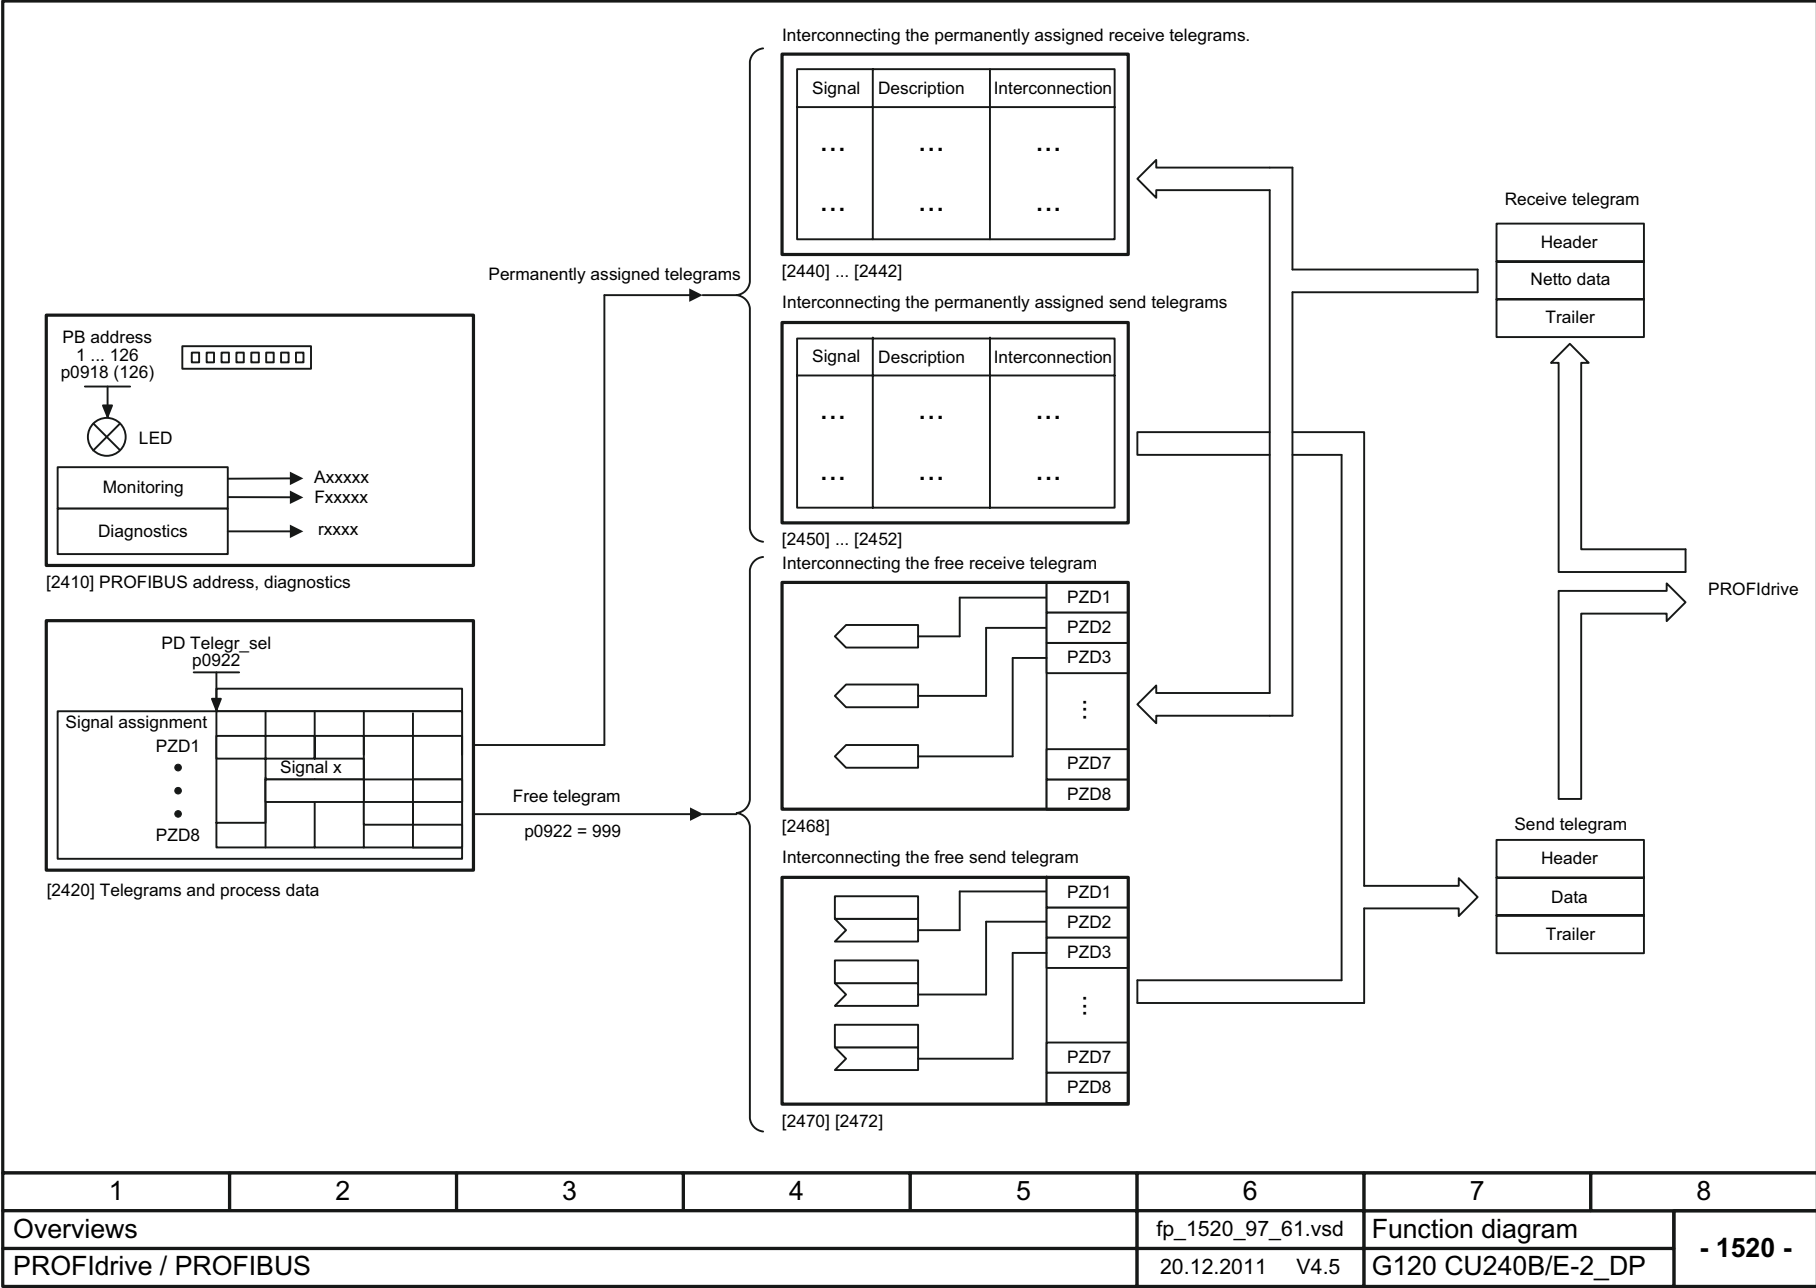 Interconnecting the permanently assigned receive telegrams.
Signal Description Interconnection
... ... ...
... ... ...
[2440] ... [2442]
Permanently assigned telegrams
Interconnecting the permanently assigned send telegrams
Signal Description Interconnection
... ... ...
... ... ...
[2450] ... [2452]
PB address
1 ... 126
p0918 (126)
LED
Monitoring
Axxxxx
Fxxxxx
Diagnostics
rxxxx
[2410] PROFIBUS address, diagnostics
PD Telegr_sel
p0922
Signal assignment
PZD1
Signal x
PZD8
[2420] Telegrams and process data
Free telegram
p0922 = 999
Interconnecting the free receive telegram
PZD1
PZD2
PZD3
...
PZD7
PZD8
[2468]
Interconnecting the free send telegram
PZD1
PZD2
PZD3
...
PZD7
PZD8
[2470] [2472]
Receive telegram
Header
Netto data
Trailer
PROFIdrive
Send telegram
Header
Data
Trailer
1 2 3 4 5 6 7 8
Overviews
fp_1520_97_61.vsd
Function diagram
- 1520 -
PROFIdrive / PROFIBUS
20.12.2011 V4.5
G120 CU240B/E-2_DP